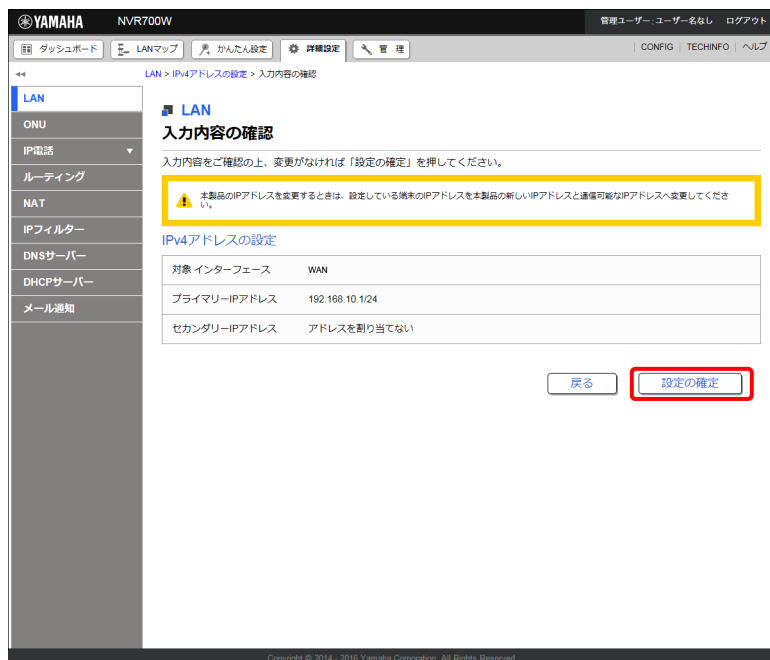 YAMAHA NVR700W 管理ユーザー:ユーザー名なし ログアウト
ダッシュボード LANマップ かんたん設定 詳細設定 管 理 CONFIG TECHINFO ヘルプ
LAN > IPv4アドレスの設定 > 入力内容の確認
LAN
ONU
IP電話
ルーティング
NAT
IPフィルター
DNSサーバー
DHCPサーバー
メール通知
LAN
入力内容の確認
入力内容をご確認の上、変更がなければ「設定の確定」を押してください。
本製品のIPアドレスを変更するときは、設定している端末のIPアドレスを本製品の新しいIPアドレスと通信可能なIPアドレスへ変更してくださ
い。
IPv4アドレスの設定
対象 インターフェース WAN
プライマリーIPアドレス 192.168.10.1/24
セカンダリーIPアドレス アドレスを割り当てない
戻る 設定の確定
Copyright © 2014 - 2016 Yamaha Corporation. All Rights Reserved.